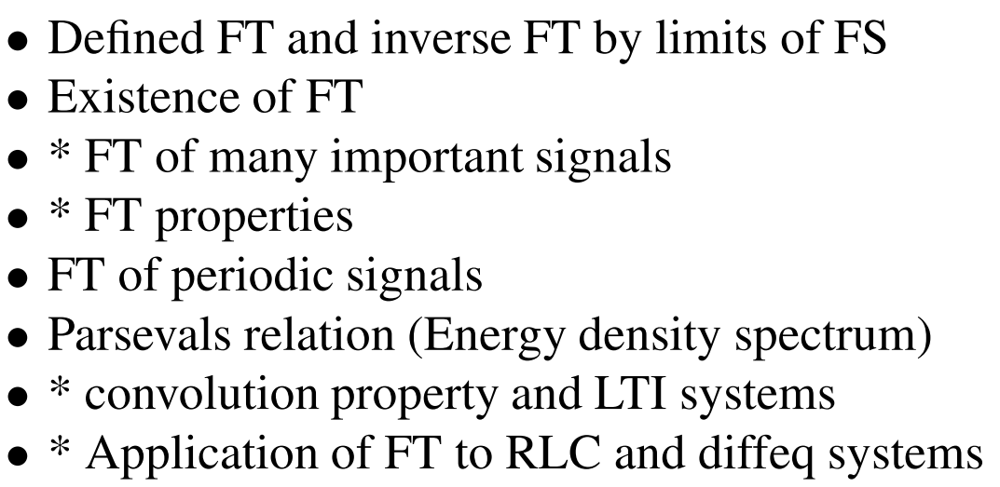 • Defined FT and inverse FT by limits of FS
• Existence of FT
• * FT of many important signals
• * FT properties
• FT of periodic signals
• Parsevals relation (Energy density spectrum)
• * convolution property and LTI systems
• * Application of FT to RLC and diffeq systems